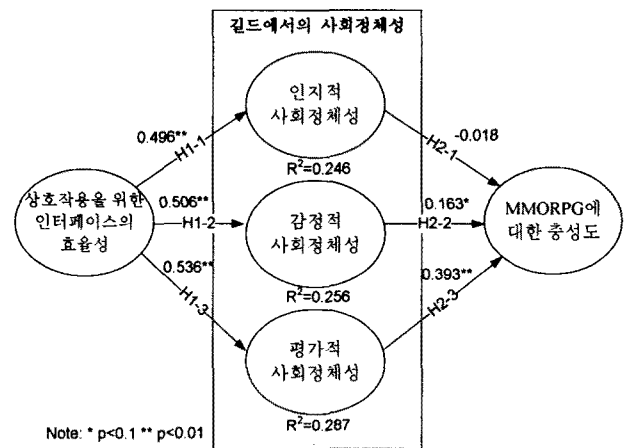 길드에서의 사회정체성
인지적
사회정체성
R²=0.246
0.496**
H1-1
-0.018
H2-1
상호작용을 위한
인터페이스의
효율성
0.506**
H1-2
감정적
사회정체성
R²=0.256
0.163*
H2-2
MMORPG에
대한 충성도
0.536**
H1-3
0.393**
H2-3
평가적
사회정체성
R²=0.287
Note: * p<0.1 ** p<0.01